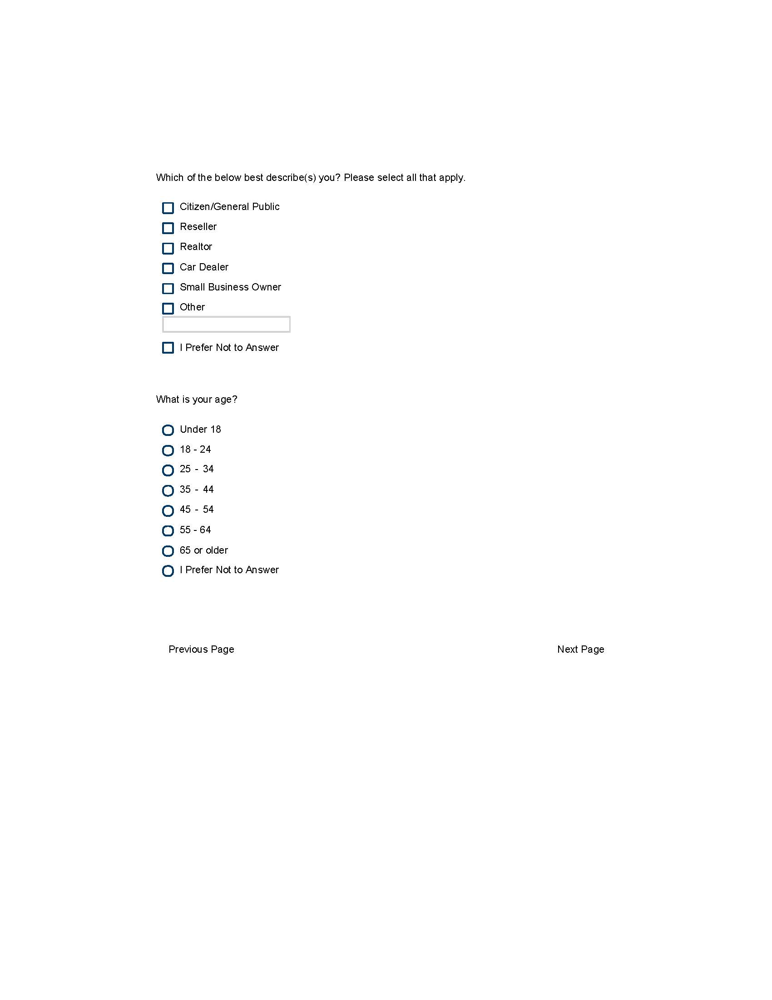 Which of the below best describe(s) you? Please select all that apply.
Citizen/General Public
Reseller
Realtor
Car Dealer
Small Business Owner
Other
I Prefer Not to Answer
What is your age?
Under 18
18 - 24
25 - 34
35 - 44
45 - 54
55 - 64
65 or older
I Prefer Not to Answer
Previous Page Next Page